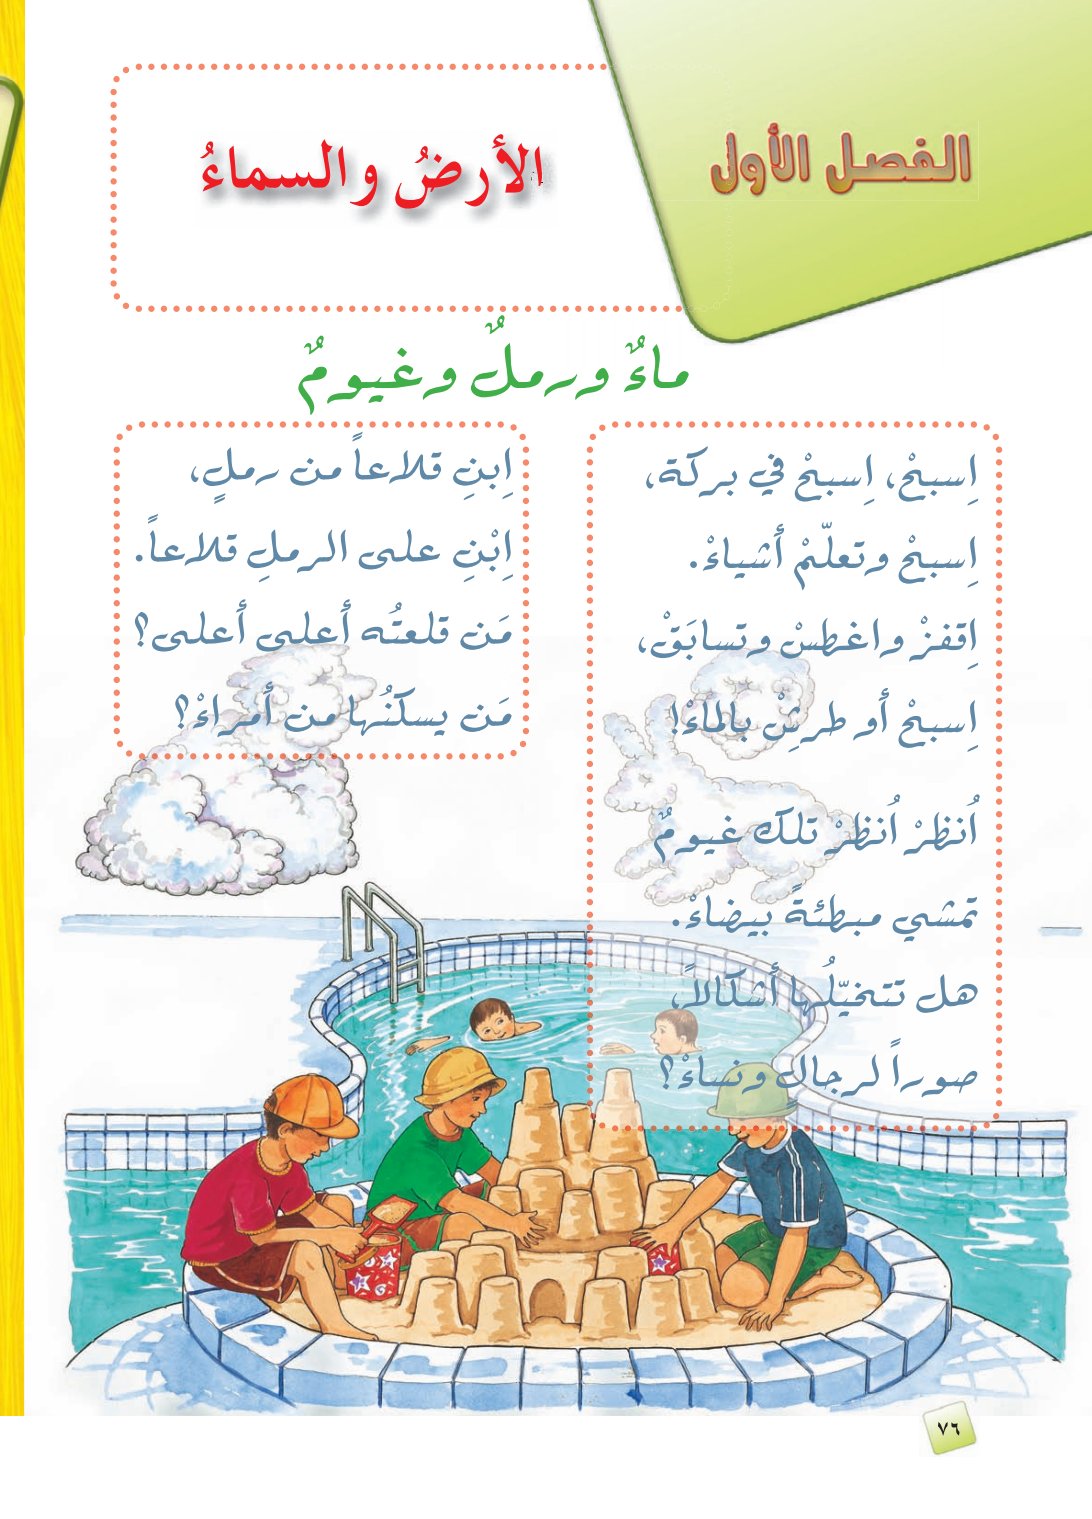 الفصل الأول
الأرضُ والسماءُ
ماءٌ ورملٌ وغيومٌ
اِسبحْ، اِسبحْ في بركة،
اِسبحْ وتعلّمْ أشياءْ.
اِقفزْ واغطسْ وتسابَقْ،
اِسبحْ أو طرشِْ بالماءْ!
اُنظرْ اُنظرْ تلك غيومٌ
تمشي مبطئةً بيضاءْ.
هل تتخيّلُها أشكالاً،
صوراً لرجال ونساءْ؟
اِبنِ قلاعاً من رملٍ،
اِبْنِ على الرملِ قلاعاً.
مَن قلعتُه أعلى أعلى؟
مَن يسكنُها من أمراءْ؟
٧٦